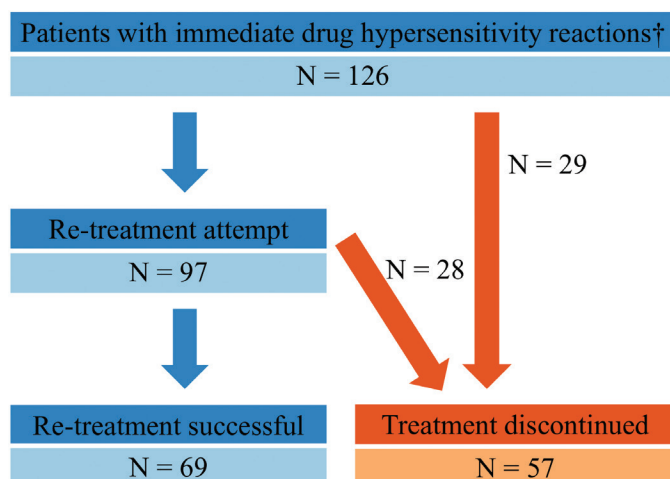 Patients with immediate drug hypersensitivity reactions†
N = 126
N = 29
Re-treatment attempt
N = 97
N = 28
Re-treatment successful
N = 69
Treatment discontinued
N = 57